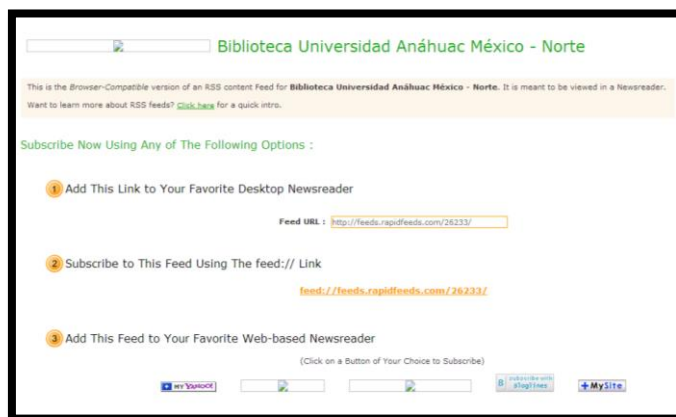 Biblioteca Universidad Anáhuac México - Norte
This is the Browser-Compatible version of an RSS content Feed for Biblioteca Universidad Anáhuac México - Norte. It is meant to be viewed in a Newsreader.
Want to learn more about RSS feeds? Click here for a quick intro.
Subscribe Now Using Any of The Following Options :
1 Add This Link to Your Favorite Desktop Newsreader
Feed URL : http://feeds.rapidfeeds.com/26233/
2 Subscribe to This Feed Using The feed:// Link
feed://feeds.rapidfeeds.com/26233/
3 Add This Feed to Your Favorite Web-based Newsreader
(Click on a Button of Your Choice to Subscribe)
+ MY YAHOO! B subscribe with bloglines +MySite